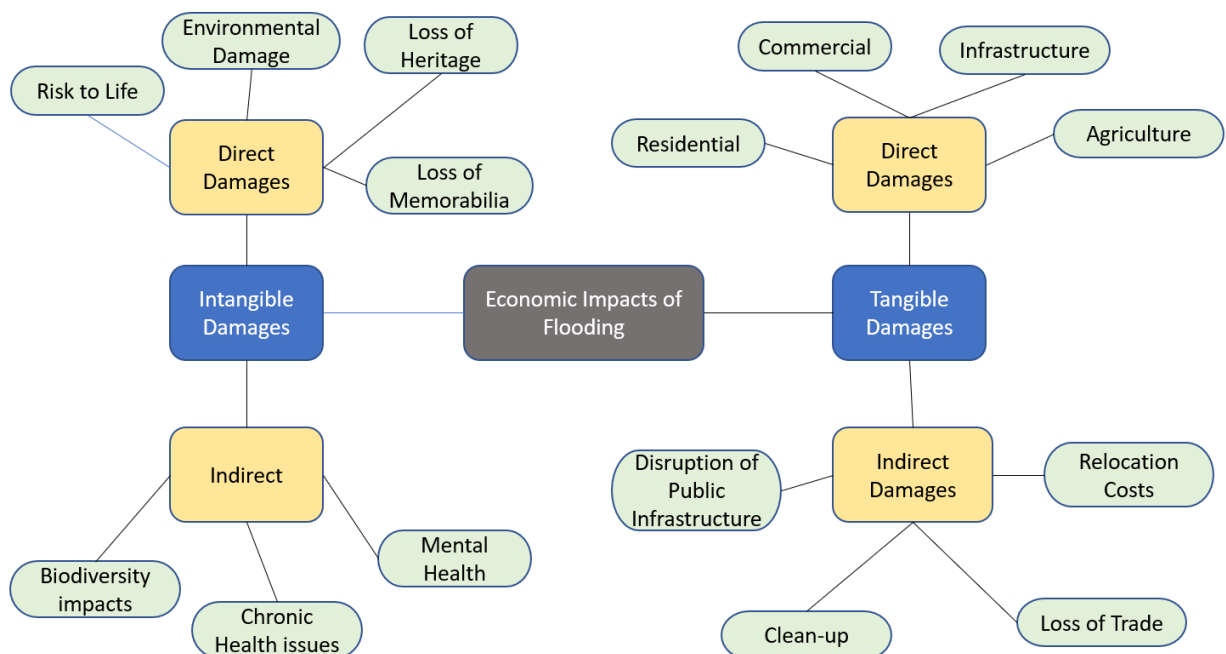 Environmental
Damage
Loss of
Heritage
Risk to Life
Direct
Damages
Loss of
Memorabilia
Commercial
Infrastructure
Residential
Direct
Damages
Agriculture
Intangible
Damages
Economic Impacts of
Flooding
Tangible
Damages
Indirect
Biodiversity
impacts
Chronic
Health issues
Mental
Health
Disruption of
Public
Infrastructure
Indirect
Damages
Relocation
Costs
Clean-up
Loss of Trade